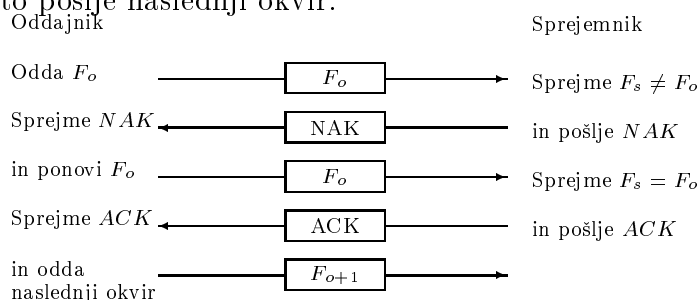 to pošlje naslednji okvir.
Oddajnik Sprejemnik
Odda F_o F_o Sprejme F_s ≠ F_o
Sprejme NAK NAK in pošlje NAK
in ponovi F_o F_o Sprejme F_s = F_o
Sprejme ACK ACK in pošlje ACK
in odda F_{o+1}
naslednji okvir